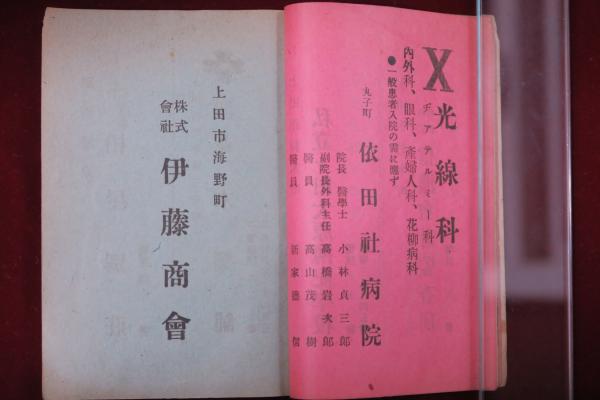 X光線科
ヂアテルミー科
内外科、眼科、產婦人科、花柳病科
●一般患者入院の需に應ず
丸子町 依田社病院
院長 醫學士 小林貞三郎
副院長外科主任 高橋岩次郎
醫員 高山茂樹
醫員 新家德信
上田市海野町
株式會社 伊藤商會